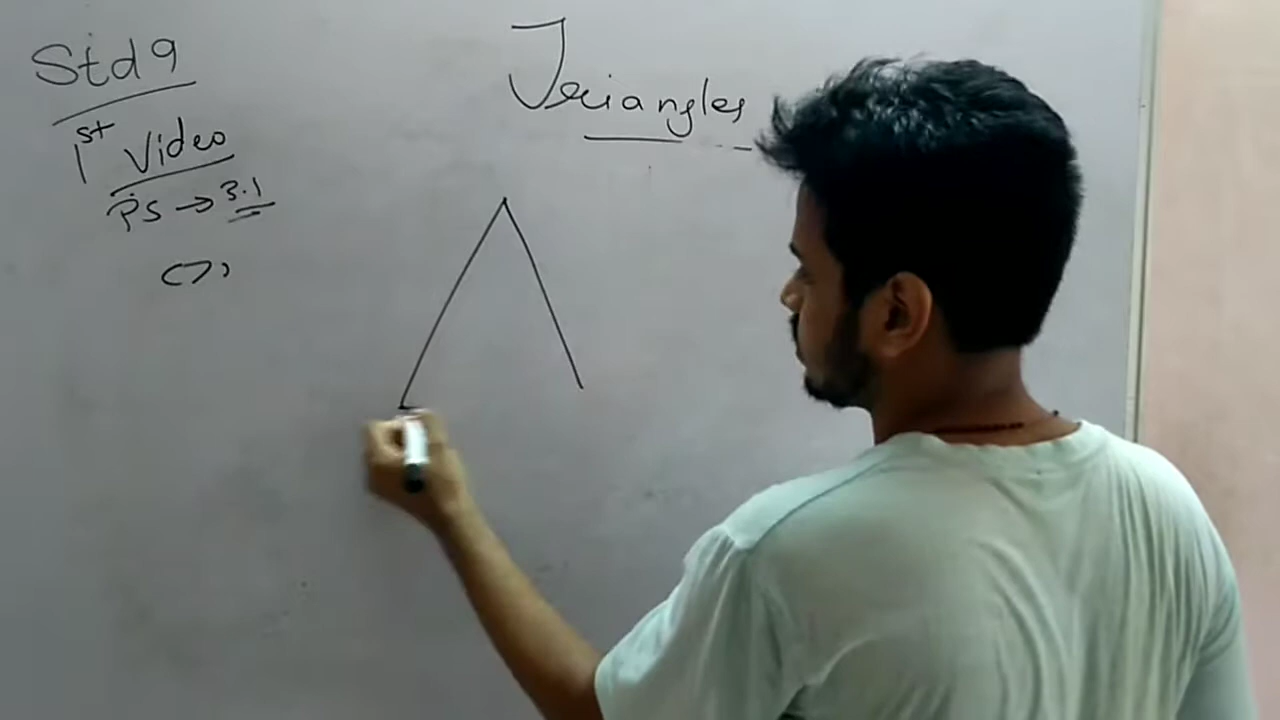 Std 9
1st Video
PS → 3.1
Triangles